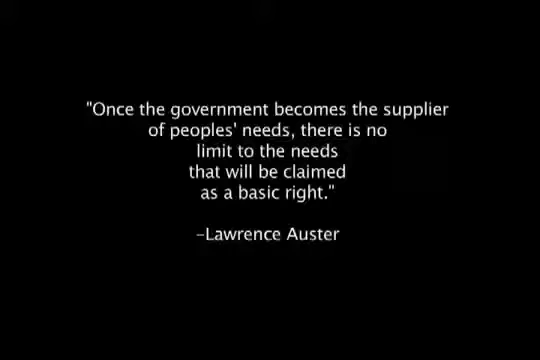 "Once the government becomes the supplier
of peoples' needs, there is no
limit to the needs
that will be claimed
as a basic right."
–Lawrence Auster